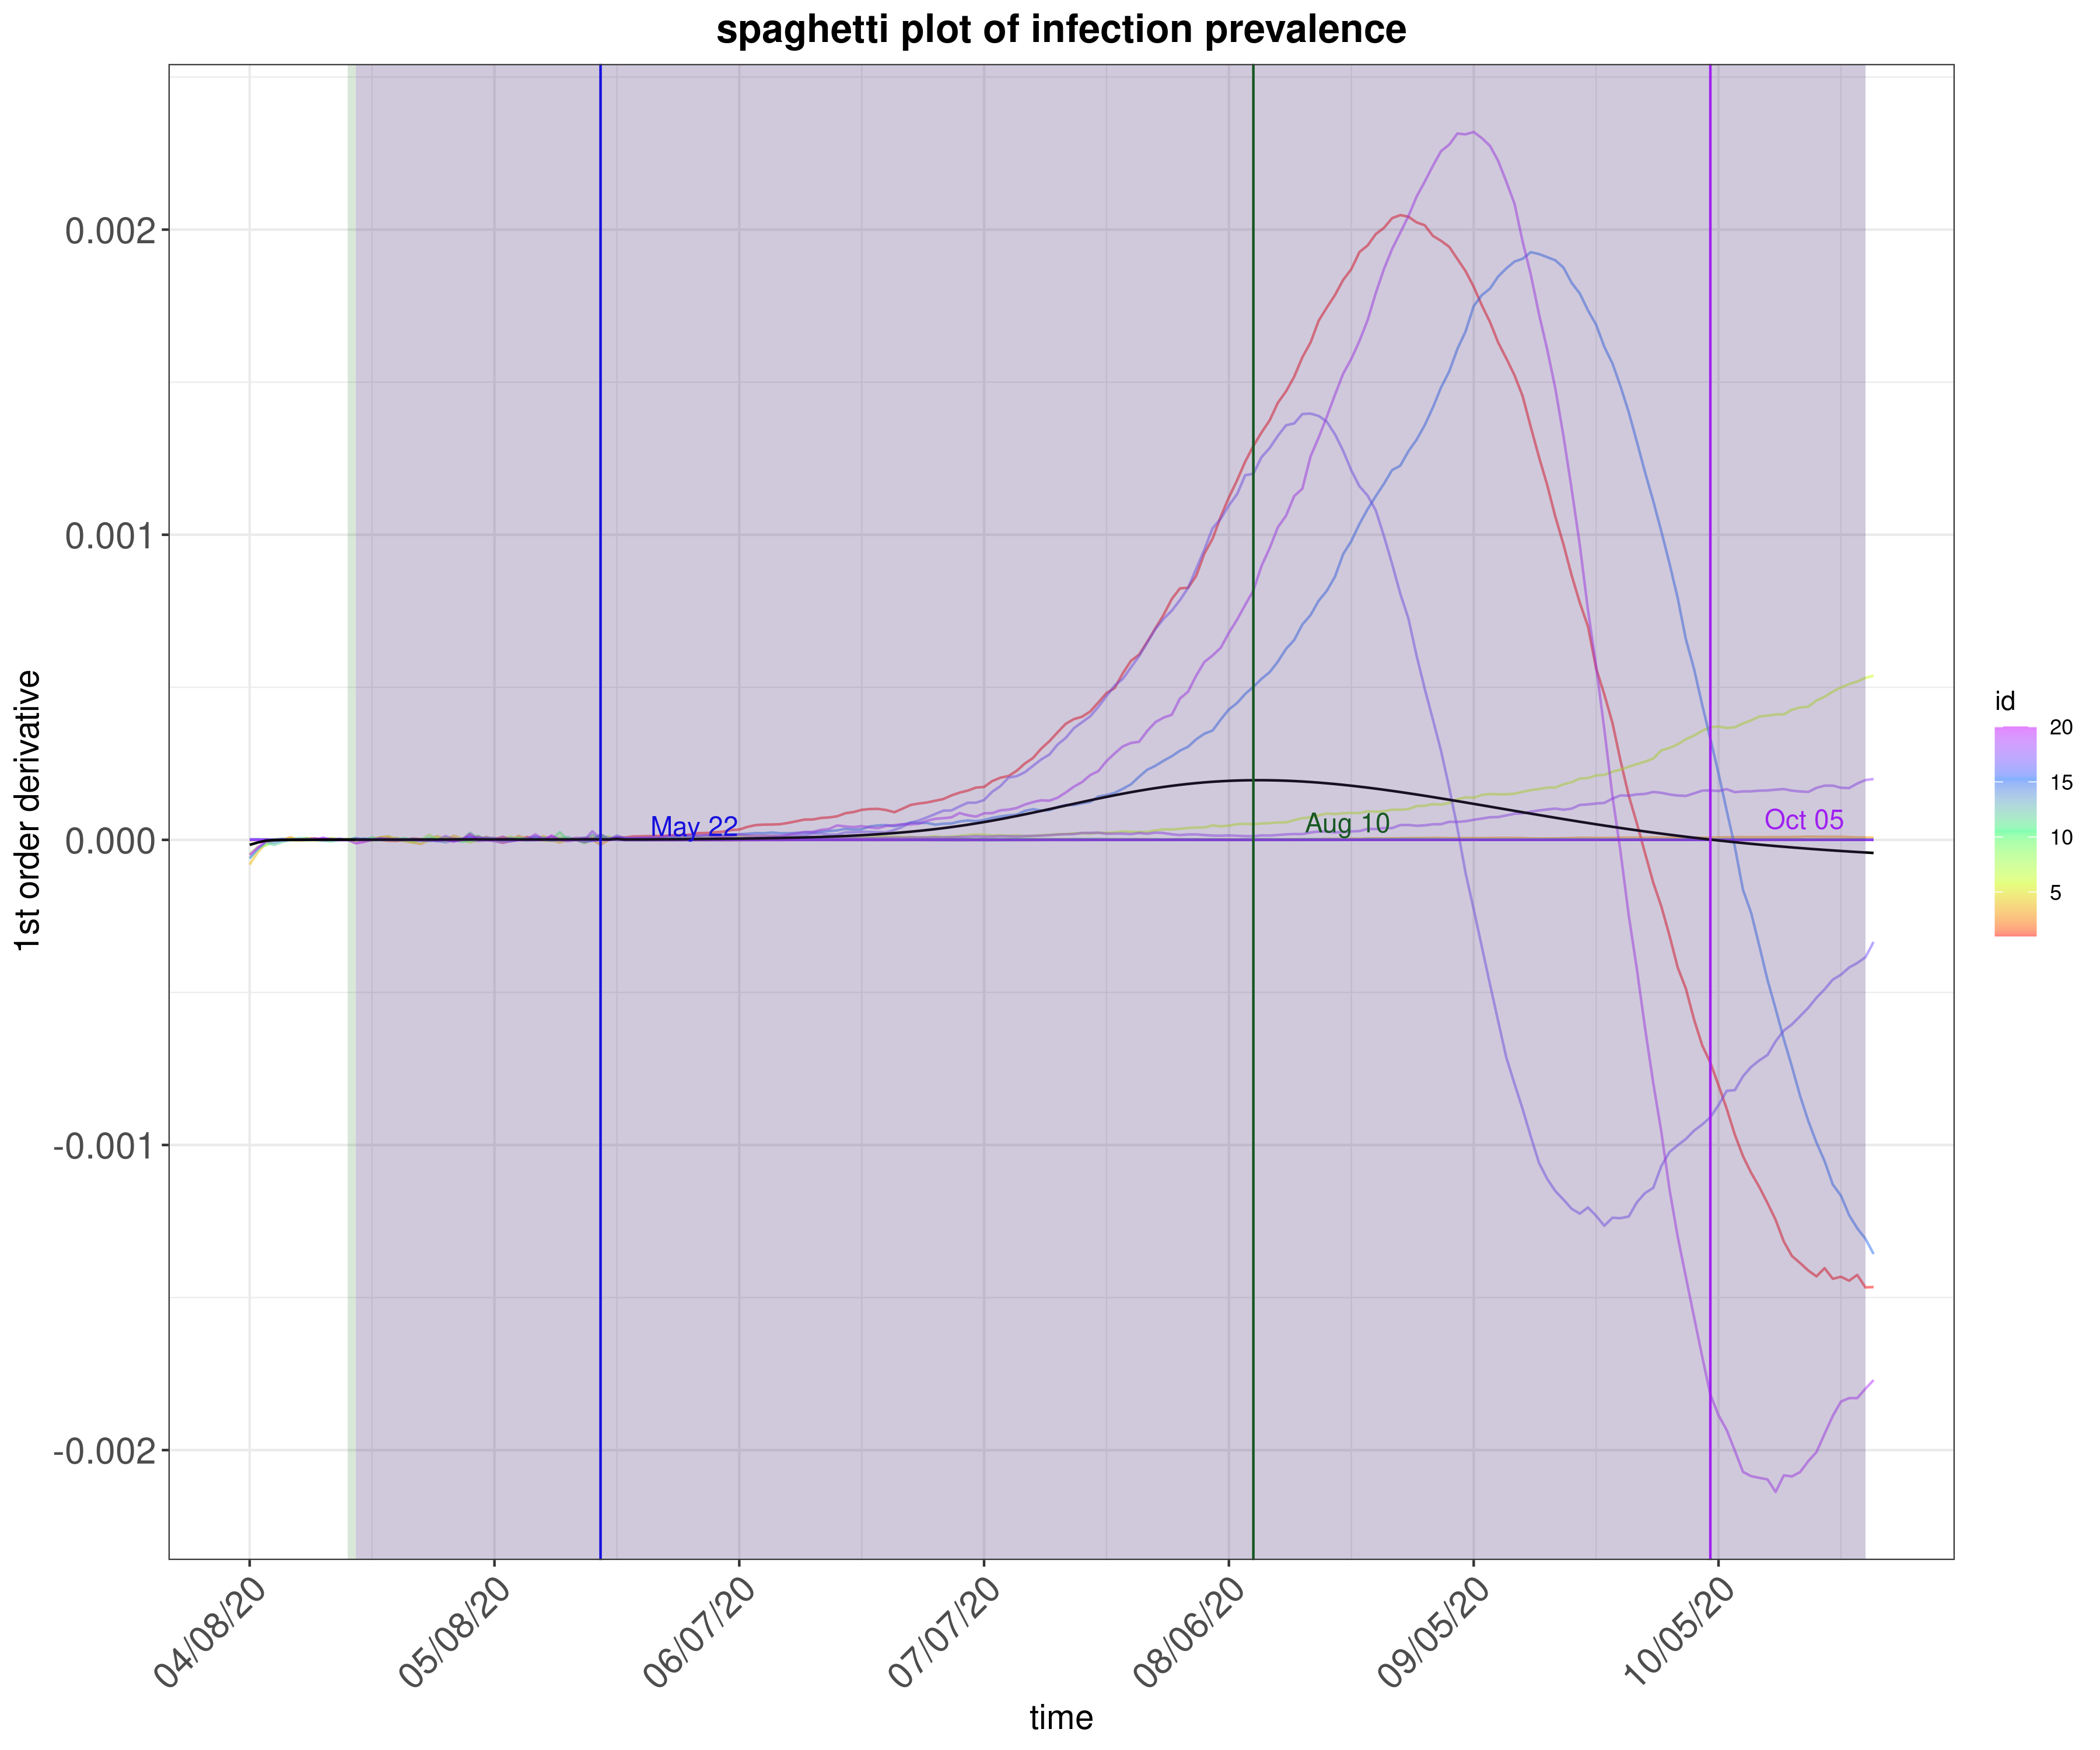 spaghetti plot of infection prevalence
1st order derivative
0.002
0.001
0.000
-0.001
-0.002
May 22
Aug 10
Oct 05
04/08/20
05/08/20
06/07/20
07/07/20
08/06/20
09/05/20
10/05/20
time
id
20
15
10
5